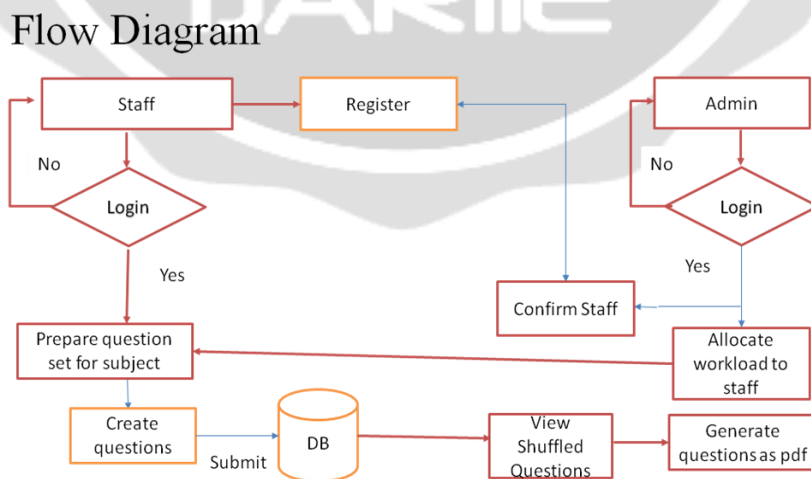 IJARIIE
Flow Diagram
Staff
Register
Admin
No
No
Login
Login
Yes
Yes
Confirm Staff
Prepare question
set for subject
Allocate
workload to
staff
Create
questions
Submit
DB
View
Shuffled
Questions
Generate
questions as pdf